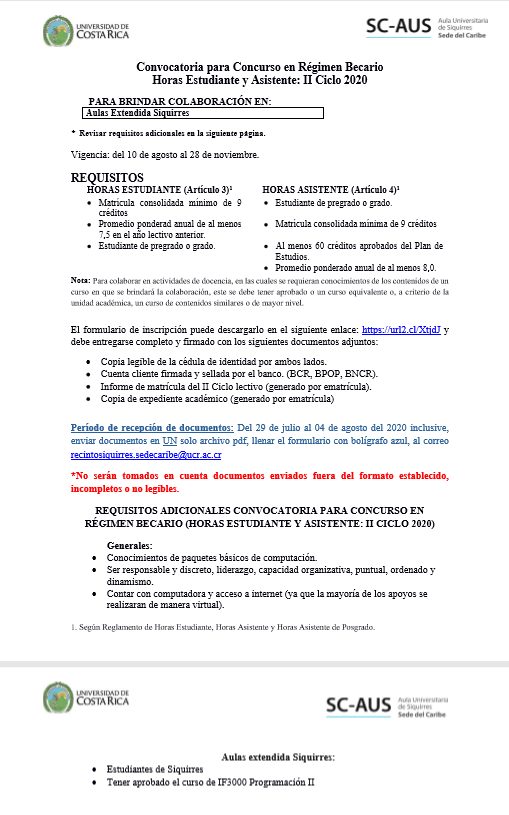 UNIVERSIDAD DE
COSTA RICA
SC-AUS
Aula Universitaria
de Siquirres
Sede del Caribe
Convocatoria para Concurso en Régimen Becario
Horas Estudiante y Asistente: II Ciclo 2020
PARA BRINDAR COLABORACIÓN EN:
Aulas Extendida Siquirres
* Revisar requisitos adicionales en la siguiente página.
Vigencia: del 10 de agosto al 28 de noviembre.
REQUISITOS
HORAS ESTUDIANTE (Artículo 3)¹
• Matricula consolidada mínimo de 9
créditos
• Promedio ponderad anual de al menos
7,5 en el año lectivo anterior.
• Estudiante de pregrado o grado.
HORAS ASISTENTE (Artículo 4)¹
• Estudiante de pregrado o grado.
• Matricula consolidada mínima de 9 créditos
• Al menos 60 créditos aprobados del Plan de
Estudios.
• Promedio ponderado anual de al menos 8,0.
Nota: Para colaborar en actividades de docencia, en las cuales se requieran conocimientos de los contenidos de un
curso en que se brindará la colaboración, este se debe tener aprobado o un curso equivalente o, a criterio de la
unidad académica, un curso de contenidos similares o de mayor nivel.
El formulario de inscripción puede descargarlo en el siguiente enlace: https://url2.cl/XtjdJ y
debe entregarse completo y firmado con los siguientes documentos adjuntos:
• Copia legible de la cédula de identidad por ambos lados.
• Cuenta cliente firmada y sellada por el banco. (BCR, BPOP, BNCR).
• Informe de matrícula del II Ciclo lectivo (generado por ematrícula).
• Copia de expediente académico (generado por ematrícula)
Período de recepción de documentos: Del 29 de julio al 04 de agosto del 2020 inclusive,
enviar documentos en UN solo archivo pdf, llenar el formulario con bolígrafo azul, al correo
recintosiquirres.sedecaribe@ucr.ac.cr
*No serán tomados en cuenta documentos enviados fuera del formato establecido,
incompletos o no legibles.
REQUISITOS ADICIONALES CONVOCATORIA PARA CONCURSO EN
RÉGIMEN BECARIO (HORAS ESTUDIANTE Y ASISTENTE: II CICLO 2020)
Generales:
• Conocimientos de paquetes básicos de computación.
• Ser responsable y discreto, liderazgo, capacidad organizativa, puntual, ordenado y
dinamismo.
• Contar con computadora y acceso a internet (ya que la mayoría de los apoyos se
realizaran de manera virtual).
1. Según Reglamento de Horas Estudiante, Horas Asistente y Horas Asistente de Posgrado.
UNIVERSIDAD DE
COSTA RICA
SC-AUS
Aula Universitaria
de Siquirres
Sede del Caribe
Aulas extendida Siquirres:
• Estudiantes de Siquirres
• Tener aprobado el curso de IF3000 Programación II